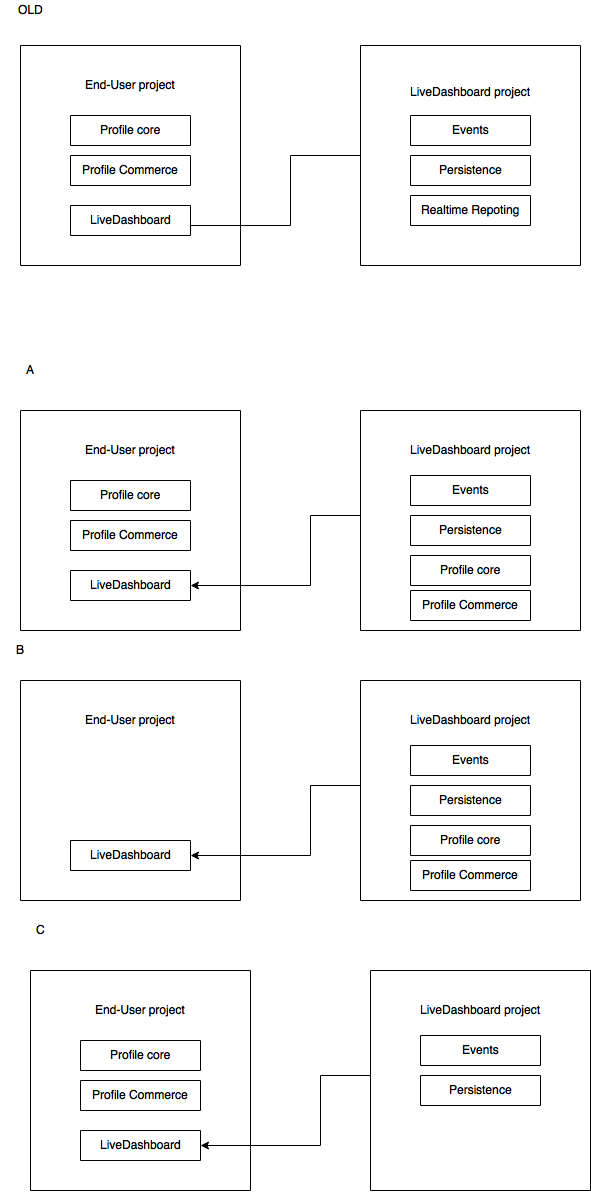 OLD
End-User project
Profile core
Profile Commerce
LiveDashboard
LiveDashboard project
Events
Persistence
Realtime Repoting
A
End-User project
Profile core
Profile Commerce
LiveDashboard
LiveDashboard project
Events
Persistence
Profile core
Profile Commerce
B
End-User project
LiveDashboard
LiveDashboard project
Events
Persistence
Profile core
Profile Commerce
C
End-User project
Profile core
Profile Commerce
LiveDashboard
LiveDashboard project
Events
Persistence